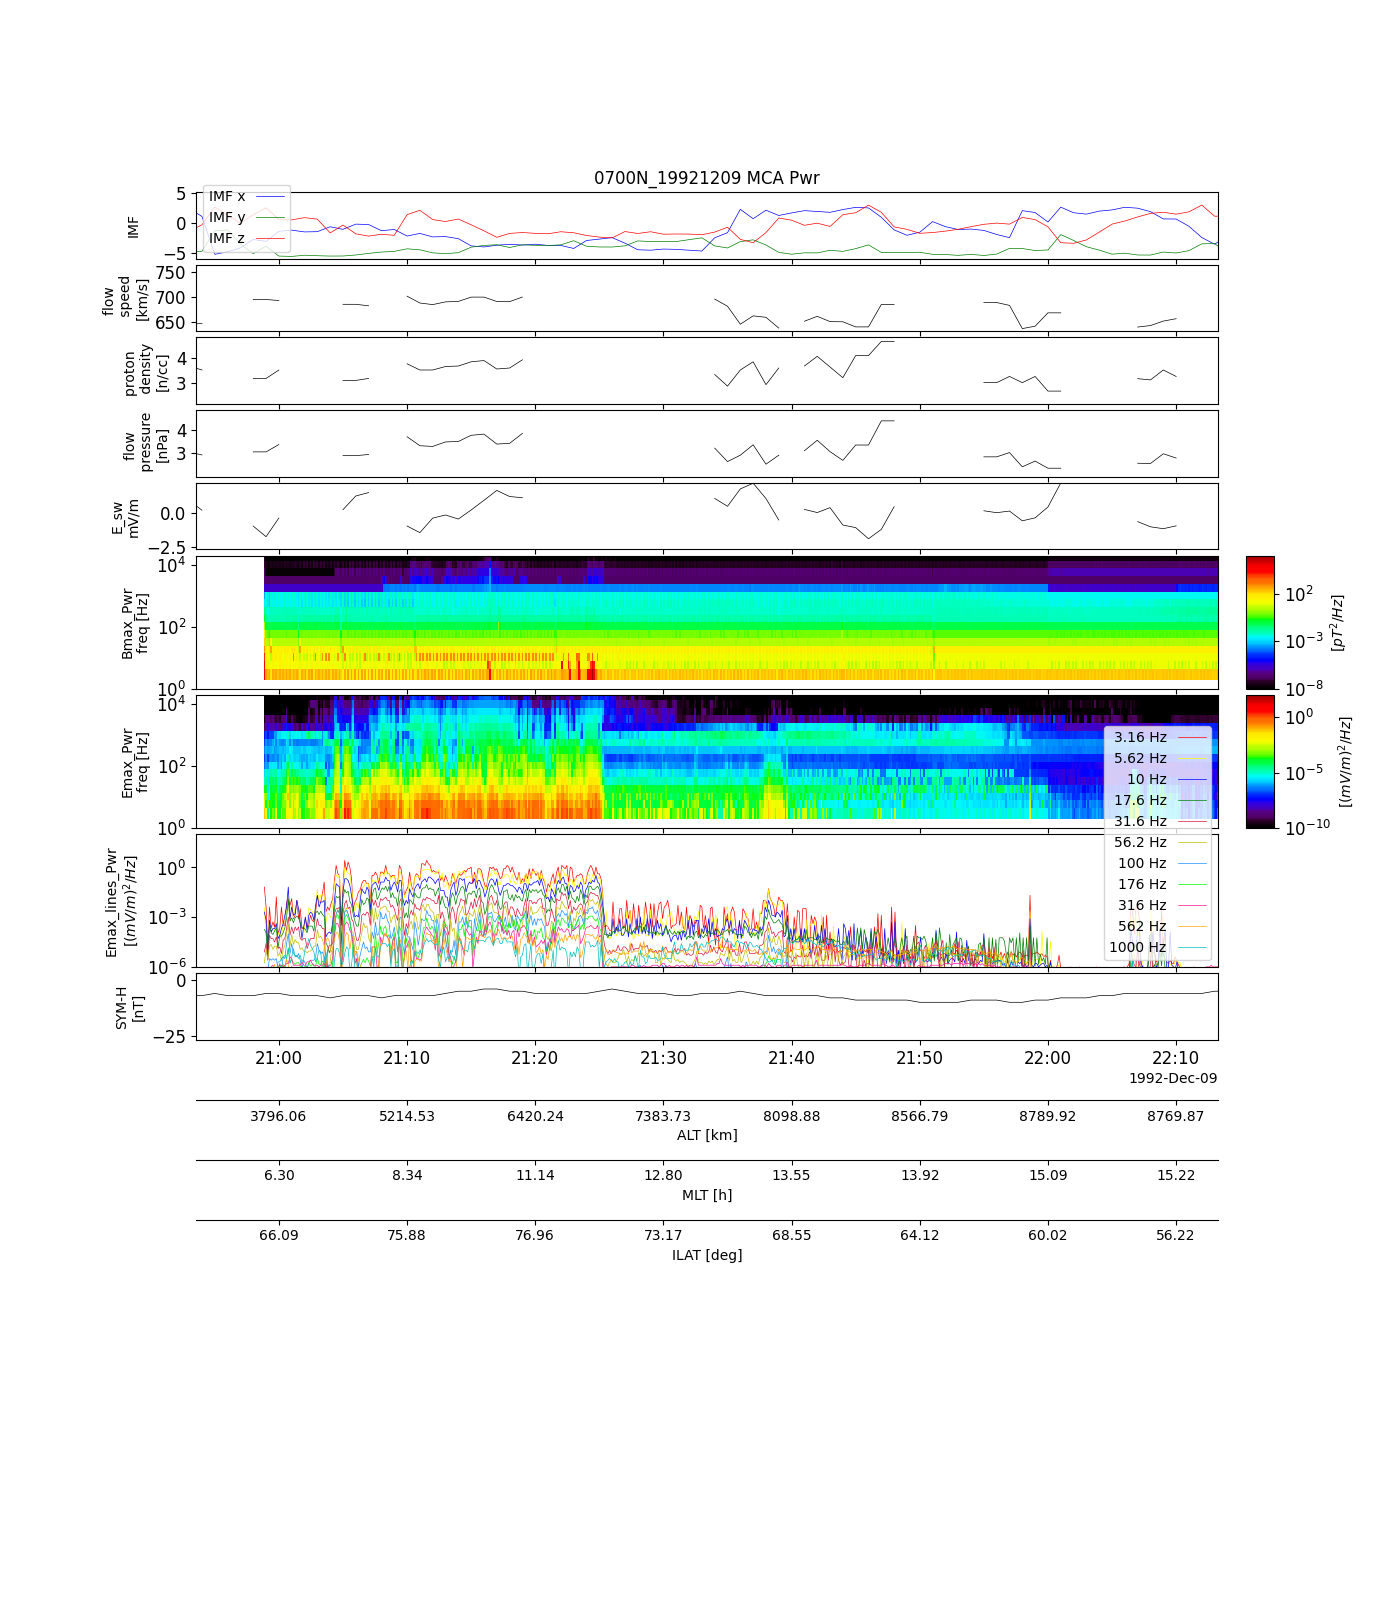 0700N_19921209 MCA Pwr
IMF
5
0
−5
IMF x
IMF y
IMF z
flow
speed
[km/s]
750
700
650
proton
density
[n/cc]
4
3
flow
pressure
[nPa]
4
3
E_sw
mV/m
0.0
−2.5
Bmax_Pwr
freq [Hz]
10^4
10^2
10^0
10^2
10^−3
10^−8
[pT^2/Hz]
Emax_Pwr
freq [Hz]
10^4
10^2
10^0
10^0
10^−5
10^−10
[(mV/m)^2/Hz]
3.16 Hz
5.62 Hz
10 Hz
17.6 Hz
31.6 Hz
56.2 Hz
100 Hz
176 Hz
316 Hz
562 Hz
1000 Hz
Emax_lines_Pwr
[(mV/m)^2/Hz]
10^0
10^−3
10^−6
SYM-H
[nT]
0
−25
21:00 21:10 21:20 21:30 21:40 21:50 22:00 22:10
1992-Dec-09
3796.06 5214.53 6420.24 7383.73 8098.88 8566.79 8789.92 8769.87
ALT [km]
6.30 8.34 11.14 12.80 13.55 13.92 15.09 15.22
MLT [h]
66.09 75.88 76.96 73.17 68.55 64.12 60.02 56.22
ILAT [deg]